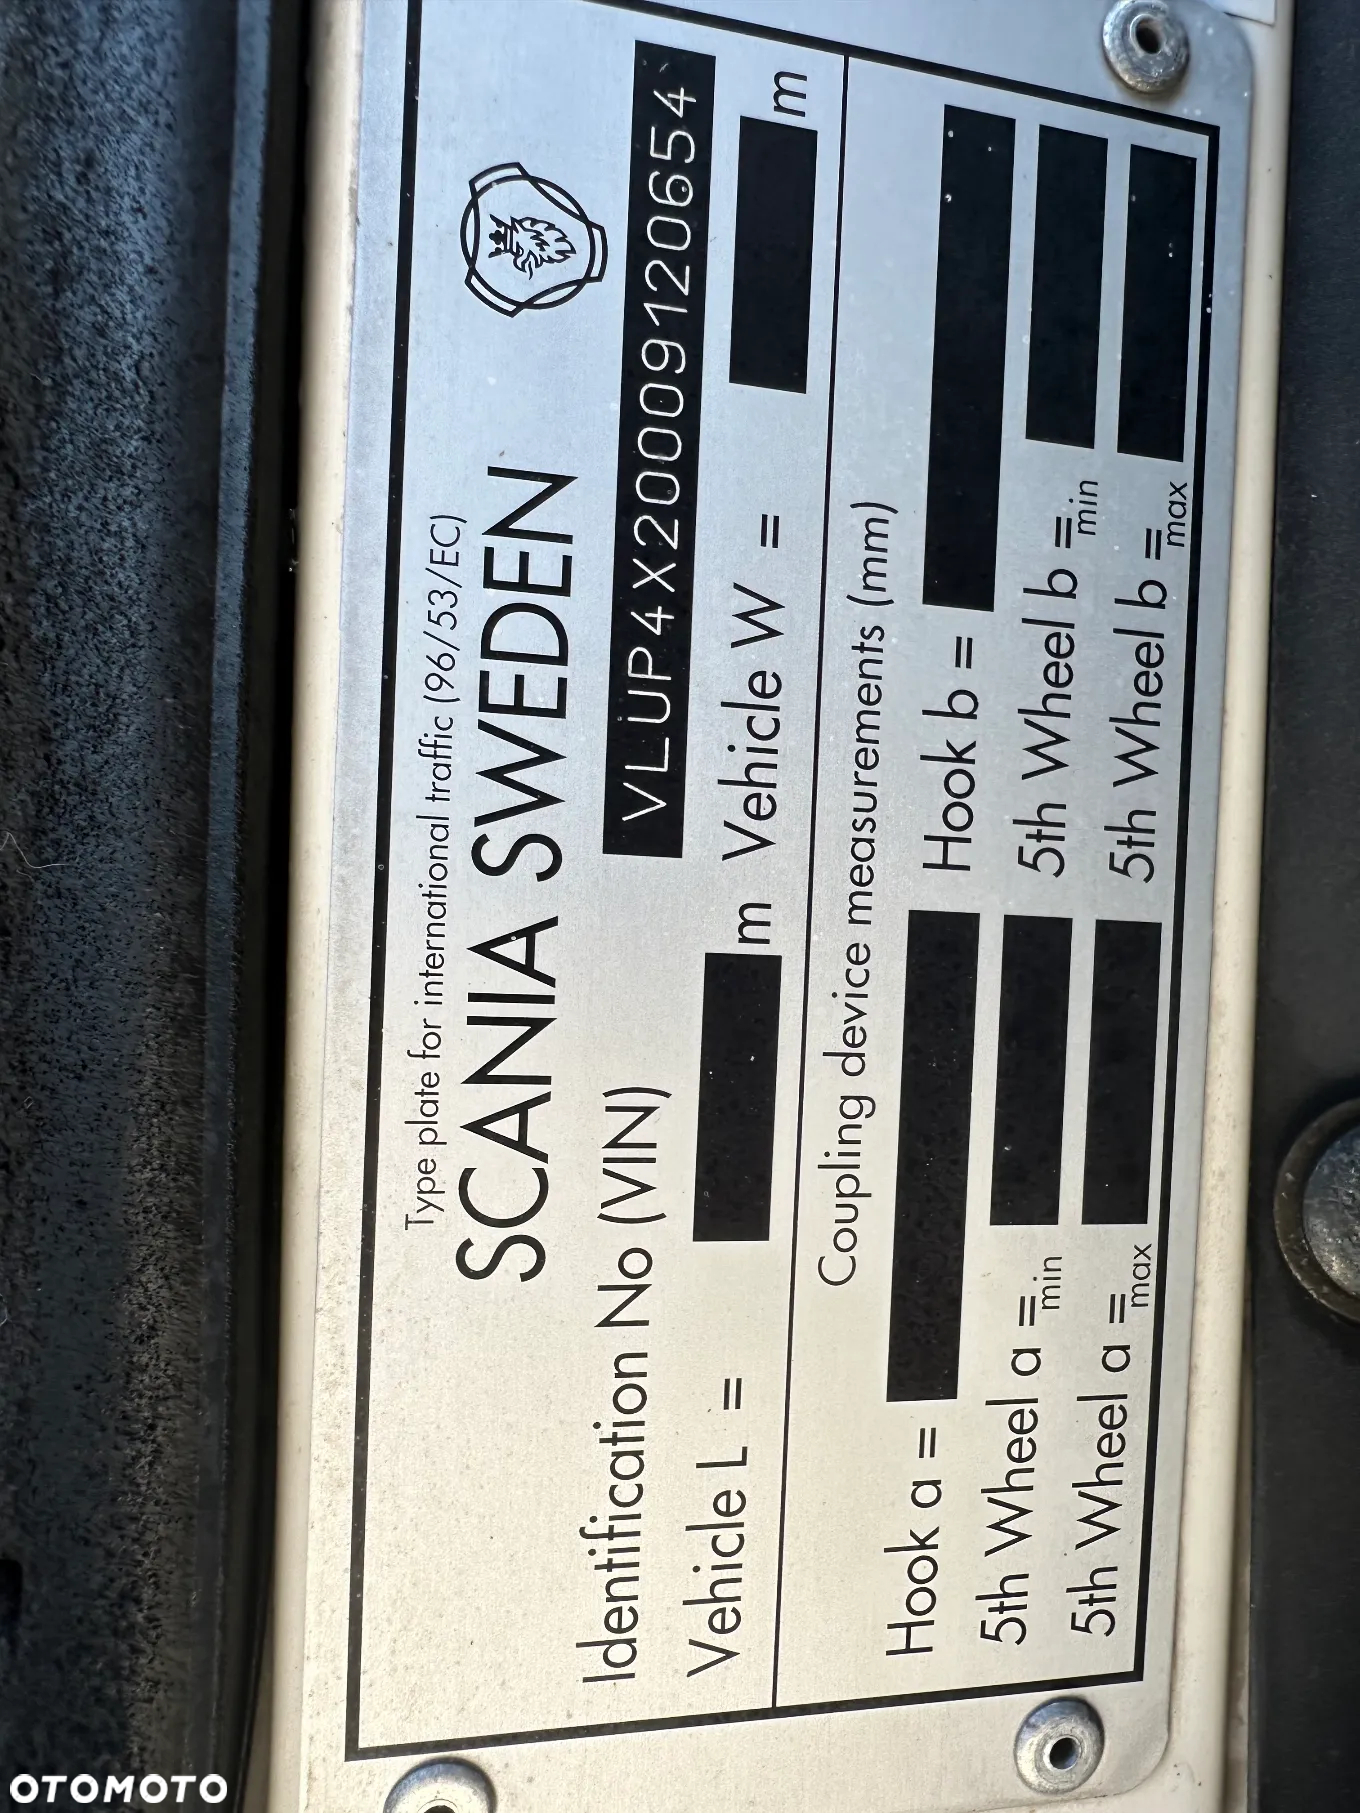 Type plate for international traffic (96/53/EC)
SCANIA SWEDEN
Identification No (VIN) VLUP4X20009120654
Vehicle L = m Vehicle W = m
Coupling device measurements (mm)
Hook a = Hook b =
5th Wheel a = min 5th Wheel b = min
5th Wheel a = max 5th Wheel b = max
OTOMOTO